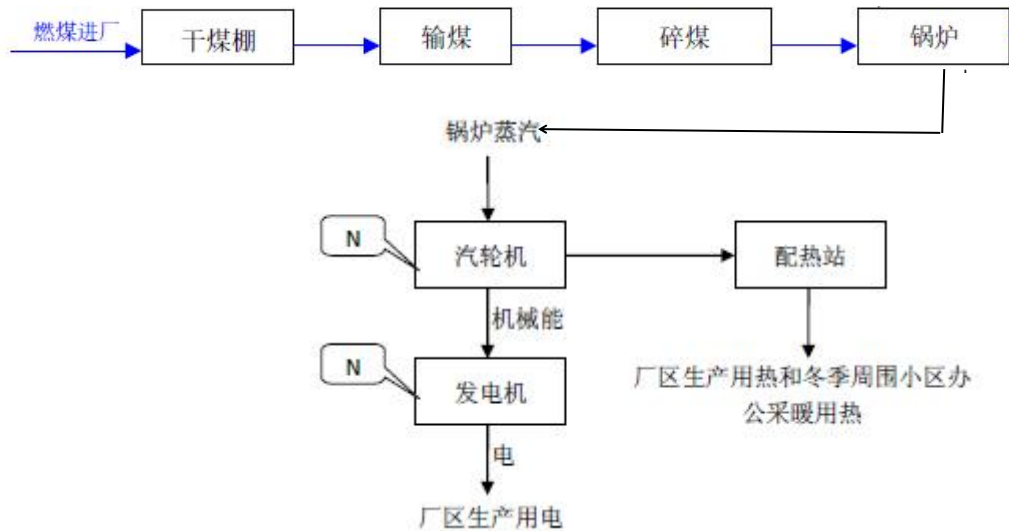 燃煤进厂
干煤棚
输煤
碎煤
锅炉
锅炉蒸汽
N
汽轮机
配热站
机械能
N
发电机
厂区生产用热和冬季周围小区办
公采暖用热
电
厂区生产用电